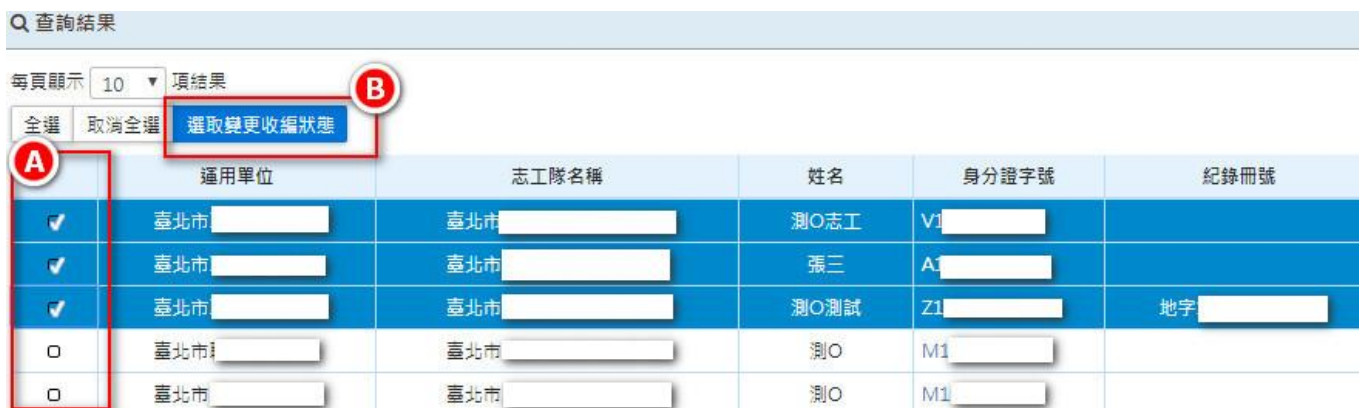 查詢結果
每頁顯示 10 項結果
B
全選 取消全選 選取變更收編狀態
A
運用單位 志工隊名稱 姓名 身分證字號 紀錄冊號
臺北市 臺北市 測O志工 V1
臺北市 臺北市 張三 A1
臺北市 臺北市 測O測試 Z1 地字
臺北市 臺北市 測O M1
臺北市 臺北市 測O M1